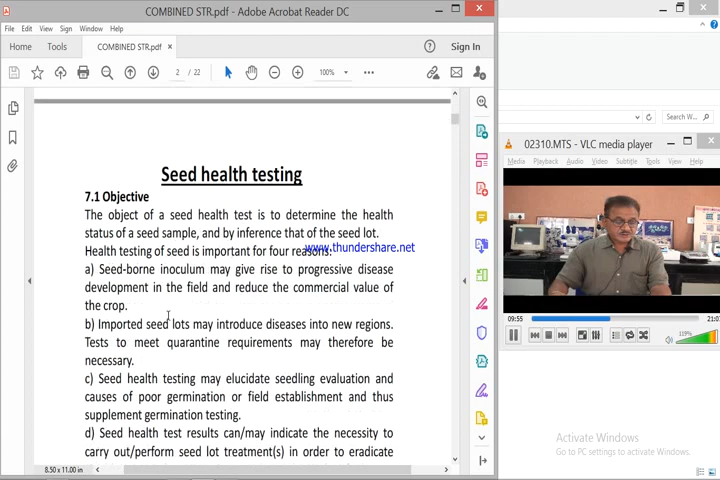 COMBINED STR.pdf - Adobe Acrobat Reader DC
File Edit View Sign Window Help
Home Tools COMBINED STR.pdf × Sign In
2 / 22 100%
Seed health testing
7.1 Objective
The object of a seed health test is to determine the health
status of a seed sample, and by inference that of the seed lot.
Health testing of seed is important for four reasons:
www.thundershare.net
a) Seed-borne inoculum may give rise to progressive disease
development in the field and reduce the commercial value of
the crop.
b) Imported seed lots may introduce diseases into new regions.
Tests to meet quarantine requirements may therefore be
necessary.
c) Seed health testing may elucidate seedling evaluation and
causes of poor germination or field establishment and thus
supplement germination testing.
d) Seed health test results can/may indicate the necessity to
carry out/perform seed lot treatment(s) in order to eradicate
8.50 x 11.00 in
Search W...
02310.MTS - VLC media player
Media Playback Audio Video Subtitle Tools View Help
09:55
119%
Activate Windows
Go to PC settings to activate Windows.